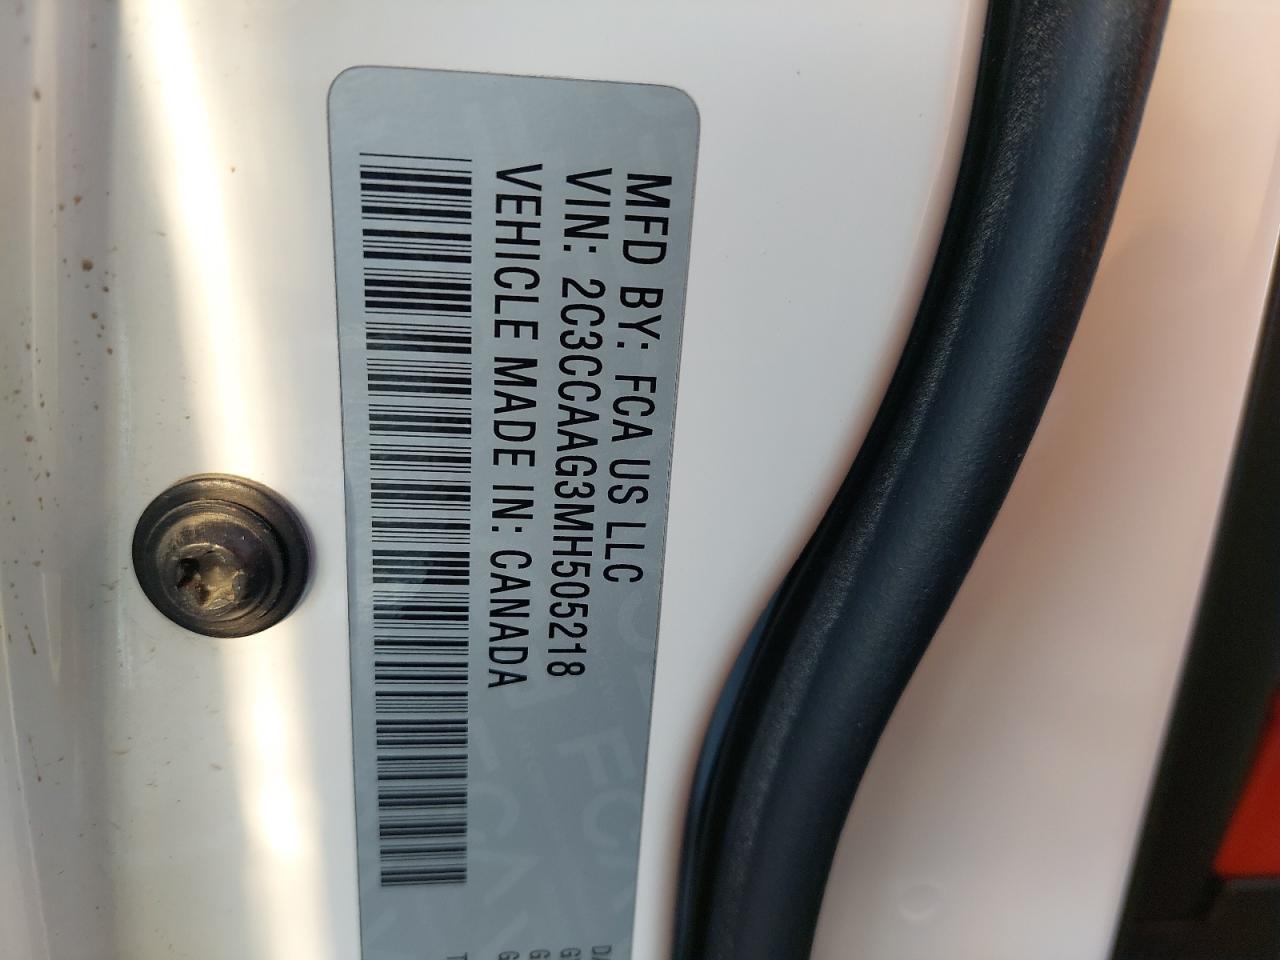 MFD BY: FCA US LLC
VIN: 2C3CCAAG3MH505218
VEHICLE MADE IN: CANADA